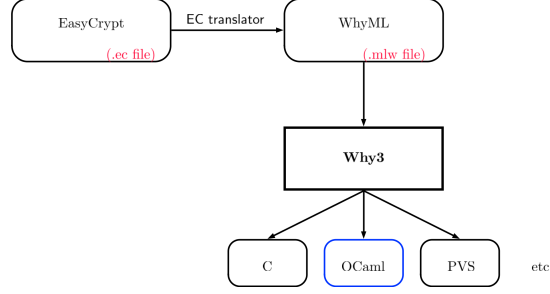 EasyCrypt
(.ec file)
EC translator
WhyML
(.mlw file)
Why3
C
OCaml
PVS
etc